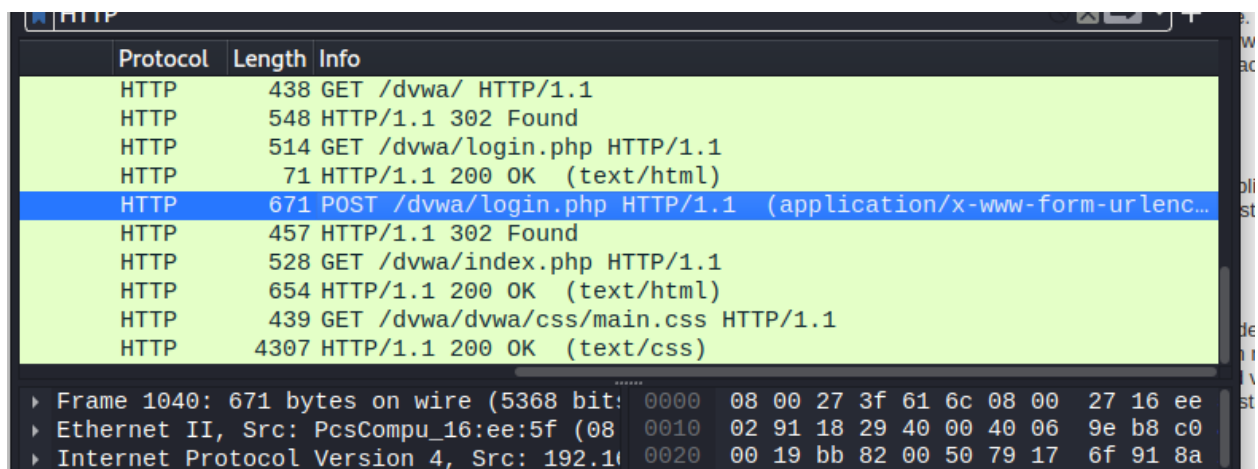 HTTP
Protocol Length Info
HTTP 438 GET /dvwa/ HTTP/1.1
HTTP 548 HTTP/1.1 302 Found
HTTP 514 GET /dvwa/login.php HTTP/1.1
HTTP 71 HTTP/1.1 200 OK (text/html)
HTTP 671 POST /dvwa/login.php HTTP/1.1 (application/x-www-form-urlenc…
HTTP 457 HTTP/1.1 302 Found
HTTP 528 GET /dvwa/index.php HTTP/1.1
HTTP 654 HTTP/1.1 200 OK (text/html)
HTTP 439 GET /dvwa/dvwa/css/main.css HTTP/1.1
HTTP 4307 HTTP/1.1 200 OK (text/css)
Frame 1040: 671 bytes on wire (5368 bits 0000 08 00 27 3f 61 6c 08 00 27 16 ee
Ethernet II, Src: PcsCompu_16:ee:5f (08 0010 02 91 18 29 40 00 40 06 9e b8 c0
Internet Protocol Version 4, Src: 192.16 0020 00 19 bb 82 00 50 79 17 6f 91 8a